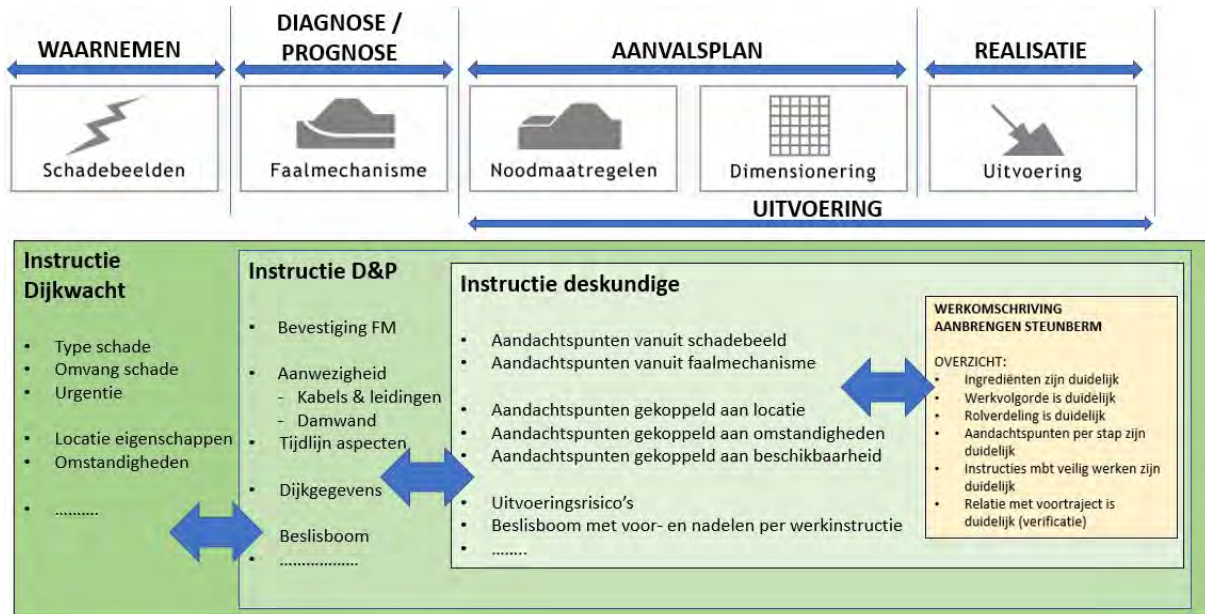 WAARNEMEN
DIAGNOSE /
PROGNOSE
AANVALSPLAN
REALISATIE
Schadebeelden
Faalmechanisme
Noodmaatregelen
Dimensionering
Uitvoering
UITVOERING
Instructie
Dijkwacht
• Type schade
• Omvang schade
• Urgentie
• Locatie eigenschappen
• Omstandigheden
• ..........
Instructie D&P
• Bevestiging FM
• Aanwezigheid
- Kabels & leidingen
- Damwand
• Tijdlijn aspecten
• Dijkgegevens
• Beslisboom
• ..................
Instructie deskundige
• Aandachtspunten vanuit schadebeeld
• Aandachtspunten vanuit faalmechanisme
• Aandachtspunten gekoppeld aan locatie
• Aandachtspunten gekoppeld aan omstandigheden
• Aandachtspunten gekoppeld aan beschikbaarheid
• Uitvoeringsrisico's
• Beslisboom met voor- en nadelen per werkinstructie
• ........
WERKOMSCHRIVING
AANBRENGEN STEUNBERM
OVERZICHT:
• Ingrediënten zijn duidelijk
• Werkvolgorde is duidelijk
• Rolverdeling is duidelijk
• Aandachtspunten per stap zijn
duidelijk
• Instructies mbt veilig werken zijn
duidelijk
• Relatie met voortraject is
duidelijk (verificatie)